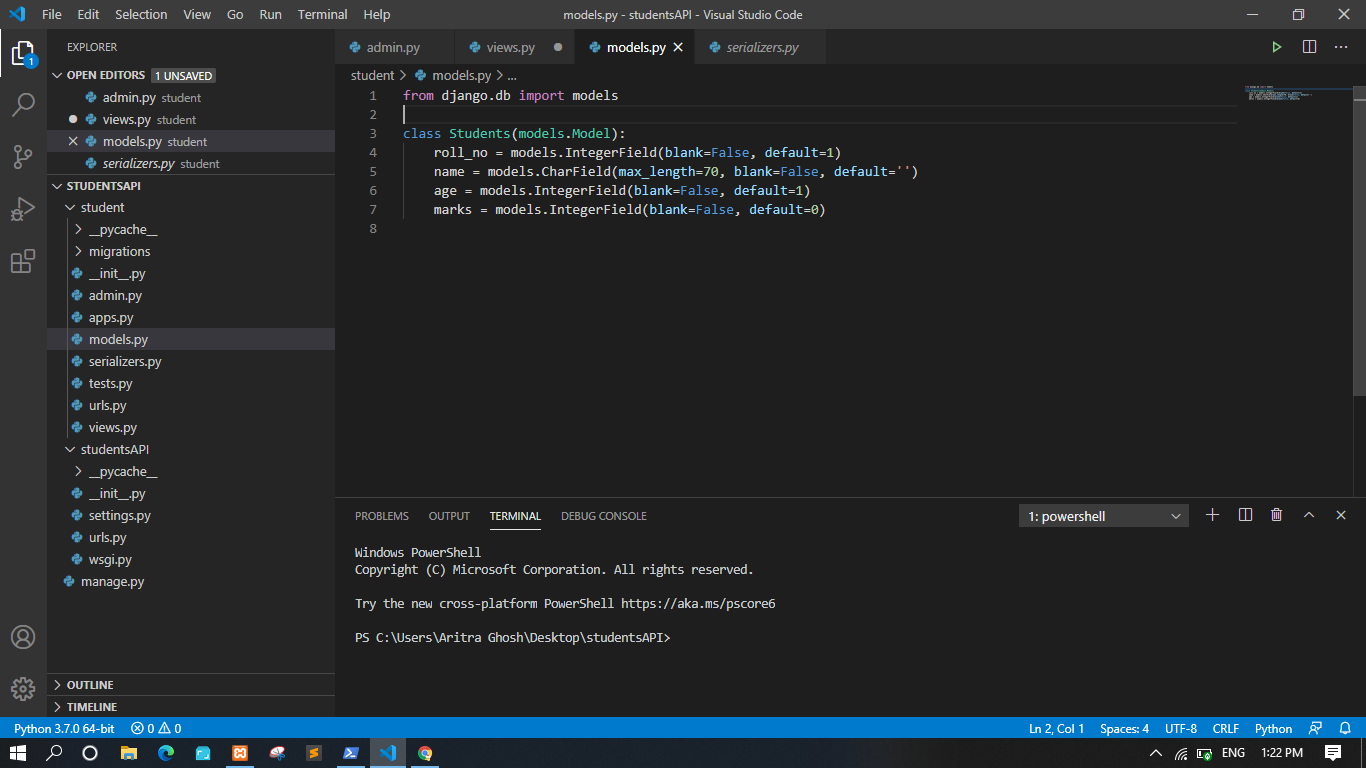 File Edit Selection View Go Run Terminal Help models.py - studentsAPI - Visual Studio Code
EXPLORER
1
OPEN EDITORS 1 UNSAVED
admin.py student
views.py student
models.py student
serializers.py student
STUDENTSAPI
student
__pycache__
migrations
__init__.py
admin.py
apps.py
models.py
serializers.py
tests.py
urls.py
views.py
studentsAPI
__pycache__
__init__.py
settings.py
urls.py
wsgi.py
manage.py
OUTLINE
TIMELINE
admin.py views.py models.py serializers.py
student > models.py > ...
1 from django.db import models
2
3 class Students(models.Model):
4 roll_no = models.IntegerField(blank=False, default=1)
5 name = models.CharField(max_length=70, blank=False, default='')
6 age = models.IntegerField(blank=False, default=1)
7 marks = models.IntegerField(blank=False, default=0)
8
PROBLEMS OUTPUT TERMINAL DEBUG CONSOLE 1: powershell
Windows PowerShell
Copyright (C) Microsoft Corporation. All rights reserved.
Try the new cross-platform PowerShell https://aka.ms/pscore6
PS C:\Users\Aritra Ghosh\Desktop\studentsAPI>
Python 3.7.0 64-bit 0 0 Ln 2, Col 1 Spaces: 4 UTF-8 CRLF Python
ENG 1:22 PM